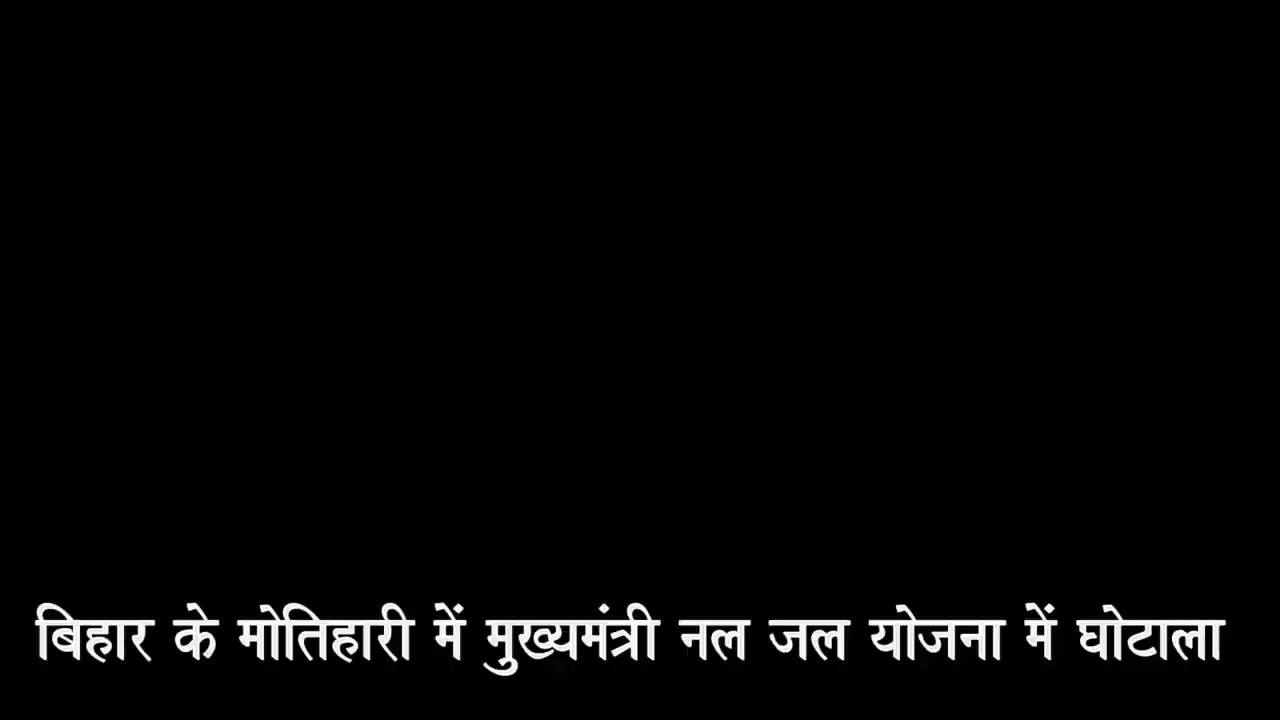 बिहार के मोतिहारी में मुख्यमंत्री नल जल योजना में घोटाला